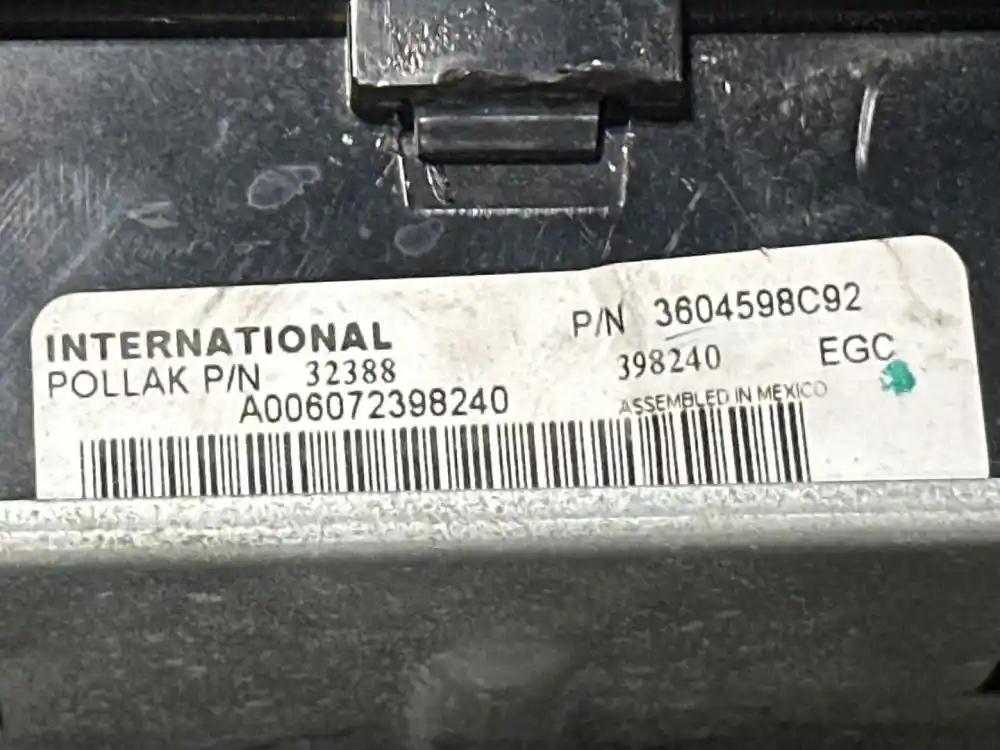 INTERNATIONAL
P/N 3604598C92
POLLAK P/N 32388
398240 EGC
A006072398240
ASSEMBLED IN MEXICO